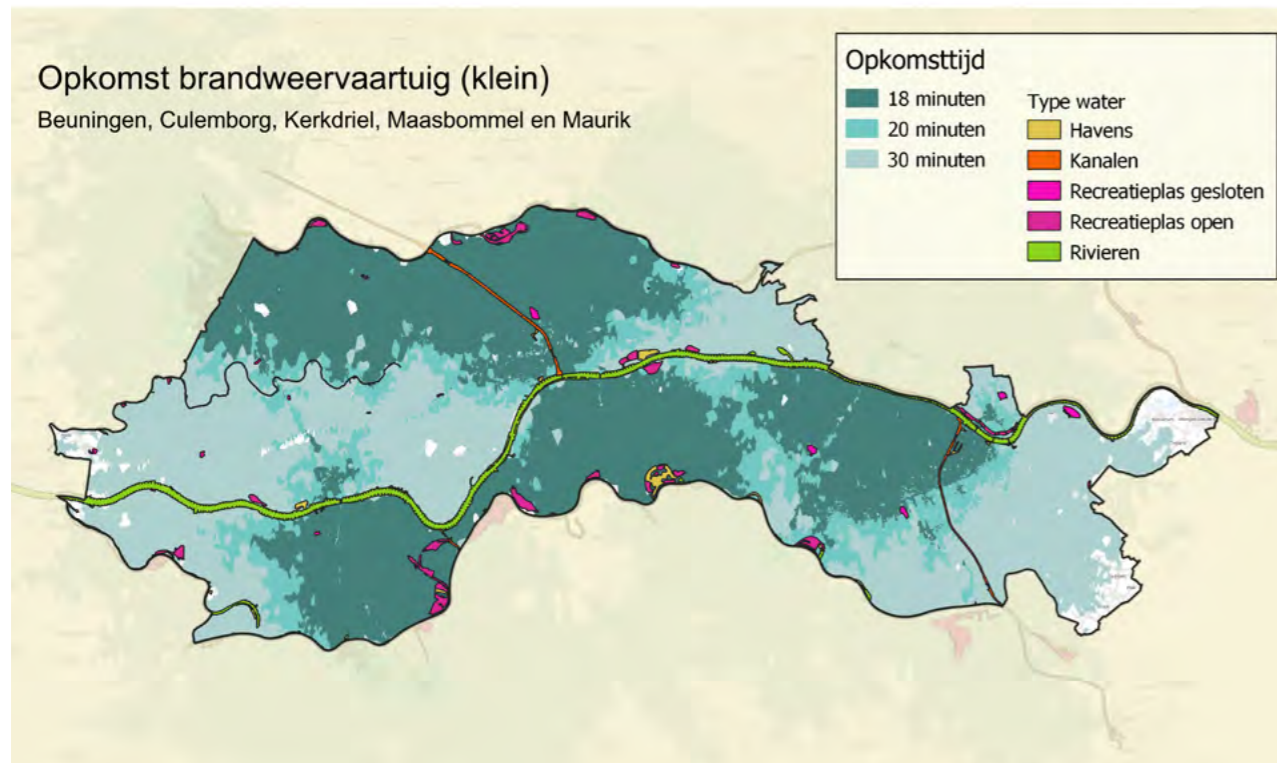 Opkomst brandweervaartuig (klein)
Beuningen, Culemborg, Kerkdriel, Maasbommel en Maurik
Opkomsttijd
18 minuten
20 minuten
30 minuten
Type water
Havens
Kanalen
Recreatieplas gesloten
Recreatieplas open
Rivieren